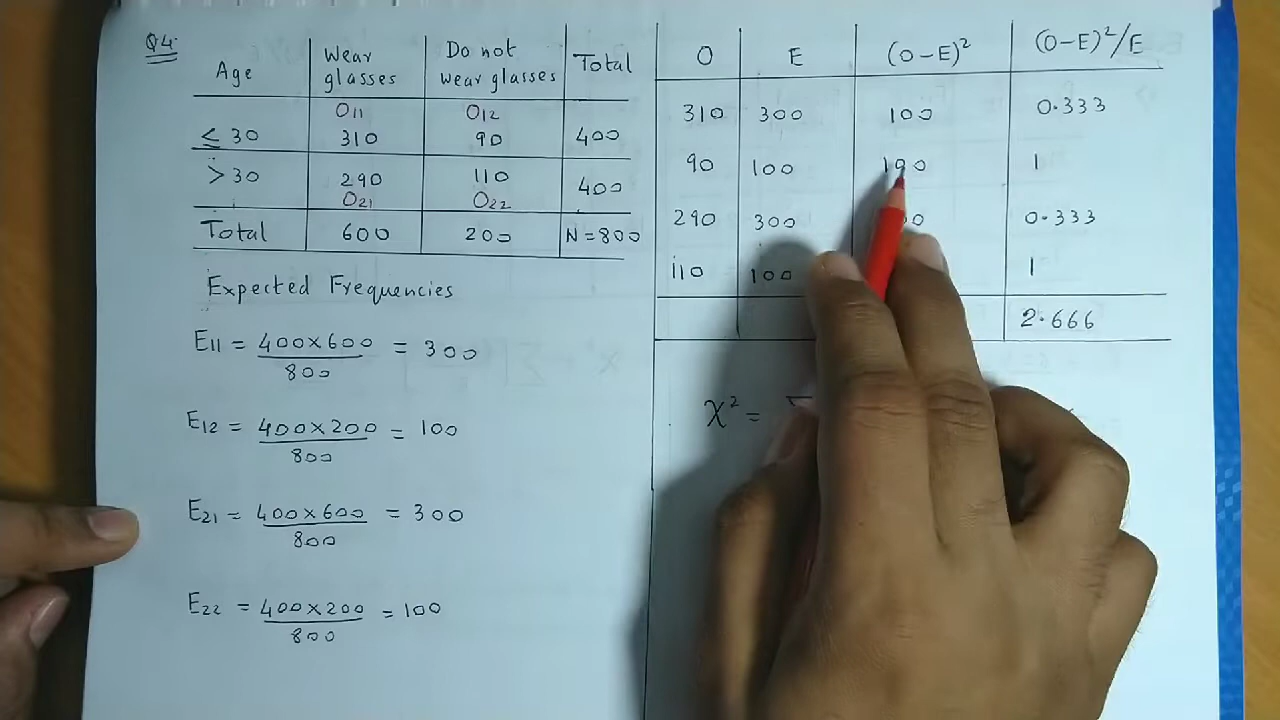 Q4.
Age Wear glasses Do not wear glasses Total
O11 O12
≤ 30 310 90 400
> 30 290 110 400
O21 O22
Total 600 200 N = 800
Expected Frequencies
E11 = 400×600 / 800 = 300
E12 = 400×200 / 800 = 100
E21 = 400×600 / 800 = 300
E22 = 400×200 / 800 = 100
O E (O-E)² (O-E)²/E
310 300 100 0.333
90 100 100 1
290 300 0.333
110 100 1
2.666
χ² =